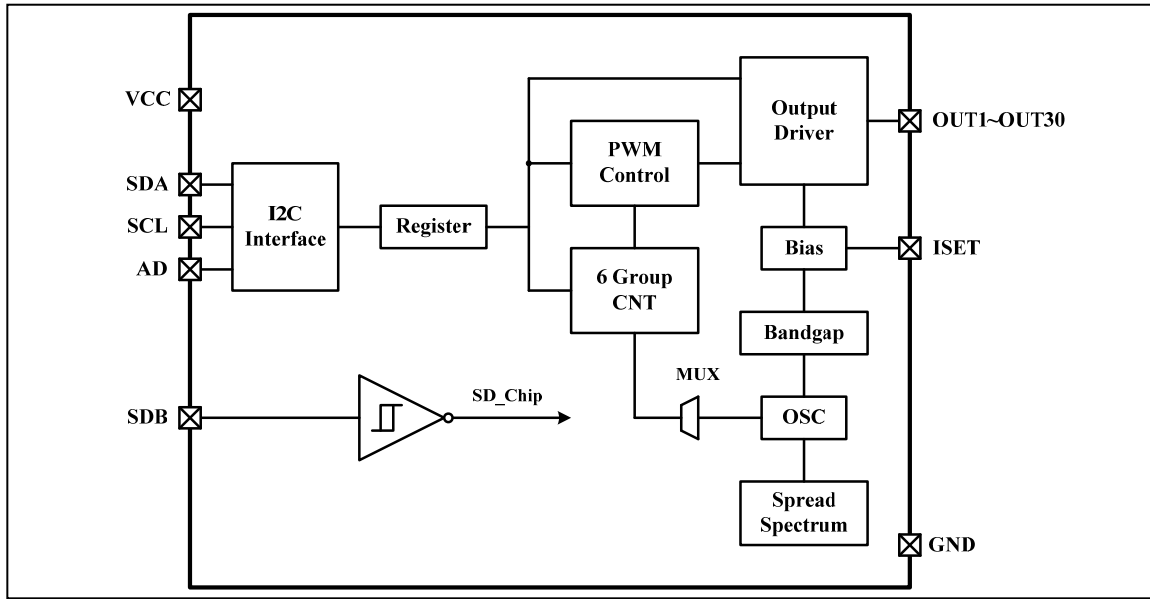 VCC
SDA
SCL
AD
SDB
I2C
Interface
Register
SD_Chip
PWM
Control
6 Group
CNT
MUX
Output
Driver
Bias
Bandgap
OSC
Spread
Spectrum
OUT1~OUT30
ISET
GND